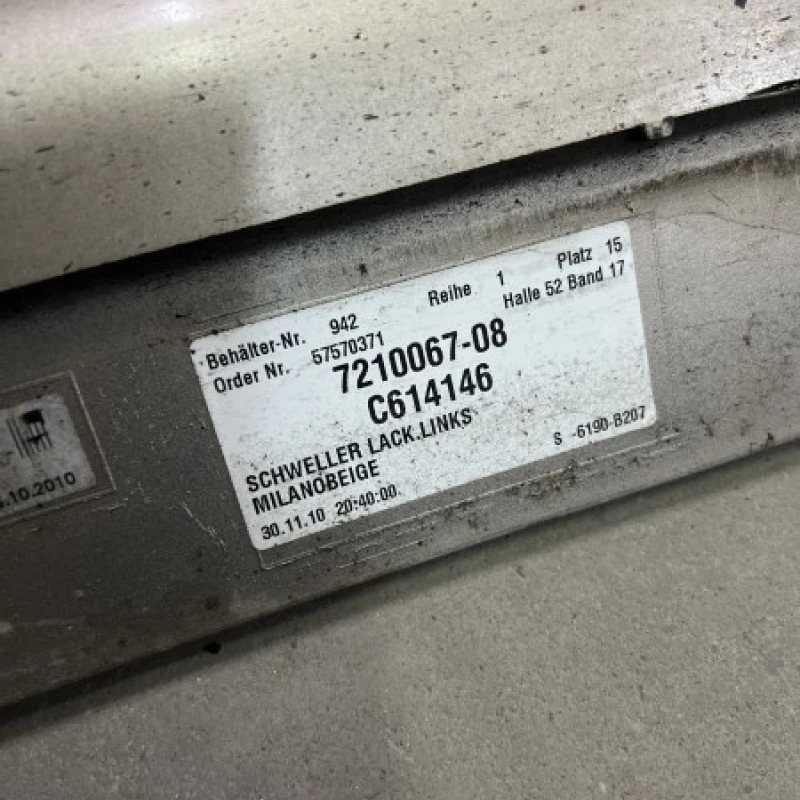 Behälter-Nr. 942 Reihe 1 Platz 15
Order Nr. 57570371 Halle 52 Band 17
7210067-08
C614146
SCHWELLER LACK.LINKS
MILANOBEIGE
S -6190-B207
30.11.10 20:40:00
.10.2010